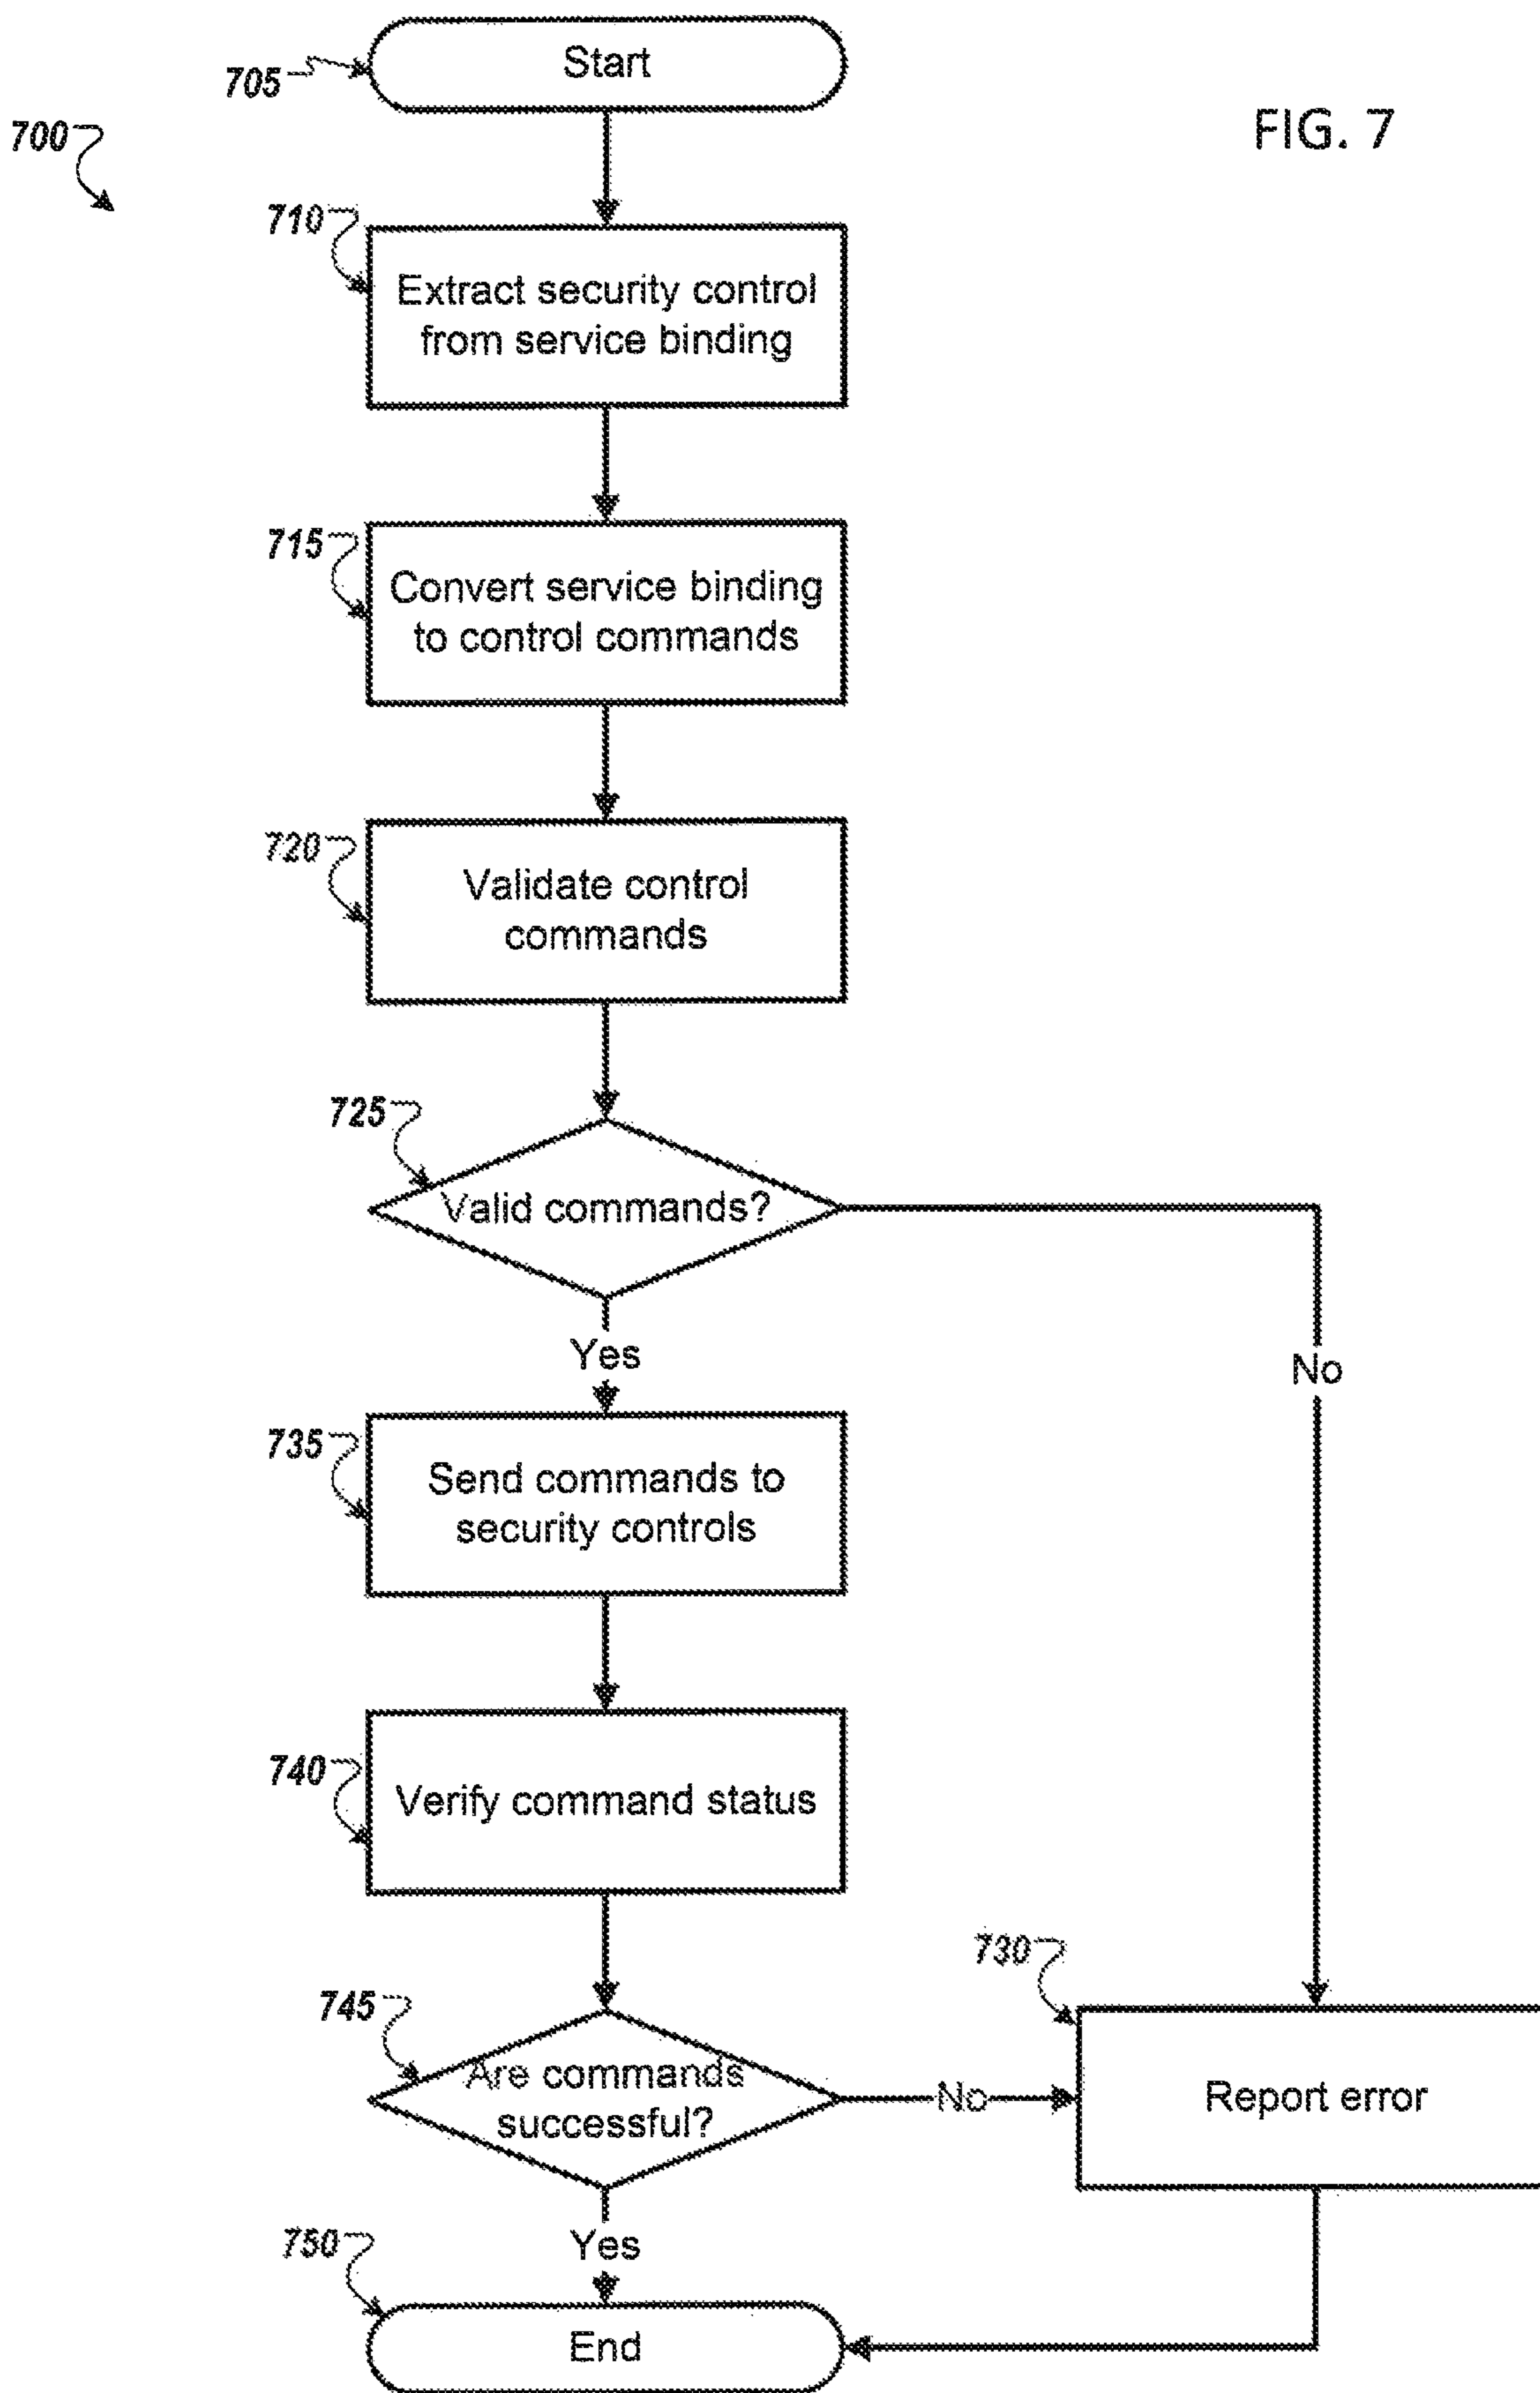 705
Start
FIG. 7
700
710
Extract security control
from service binding
715
Convert service binding
to control commands
720
Validate control
commands
725
Valid commands?
Yes
No
735
Send commands to
security controls
740
Verify command status
730
745
Are commands
successful?
No
Report error
750
Yes
End